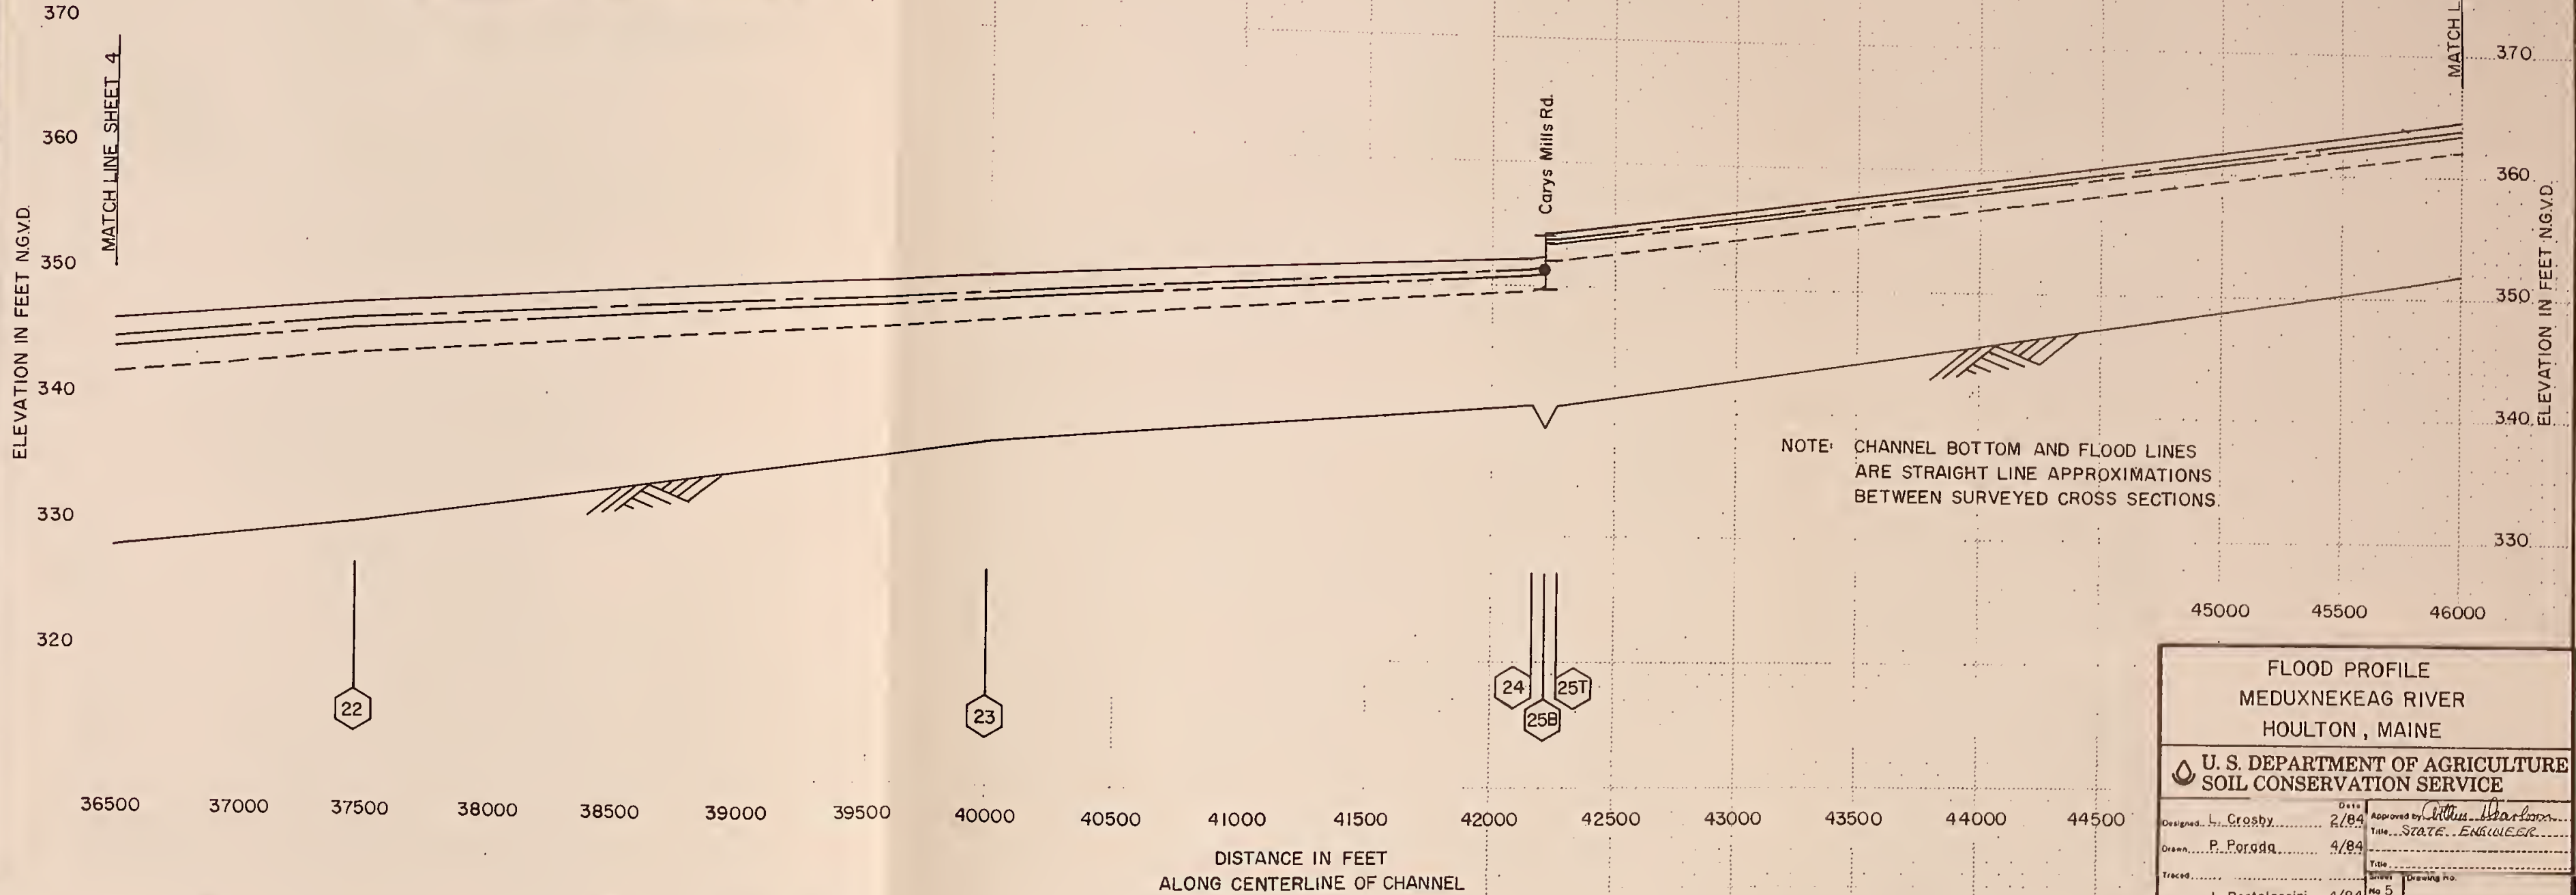 370
360
350
340
330
320
ELEVATION IN FEET N.G.V.D.
MATCH LINE SHEET 4
Carys Mills Rd.
MATCH L
370
360
350
340
330
ELEVATION IN FEET N.G.V.D.
NOTE: CHANNEL BOTTOM AND FLOOD LINES
ARE STRAIGHT LINE APPROXIMATIONS
BETWEEN SURVEYED CROSS SECTIONS.
22
23
24
25B
25T
36500 37000 37500 38000 38500 39000 39500 40000 40500 41000 41500 42000 42500 43000 43500 44000 44500
45000 45500 46000
DISTANCE IN FEET
ALONG CENTERLINE OF CHANNEL
FLOOD PROFILE
MEDUXNEKEAG RIVER
HOULTON, MAINE
U. S. DEPARTMENT OF AGRICULTURE
SOIL CONSERVATION SERVICE
Date
Designed L. Crosby 2/84
Drawn P. Porada 4/84
Traced
Approved by
Title STATE ENGINEER
Title
Sheet No 5
Drawing No.